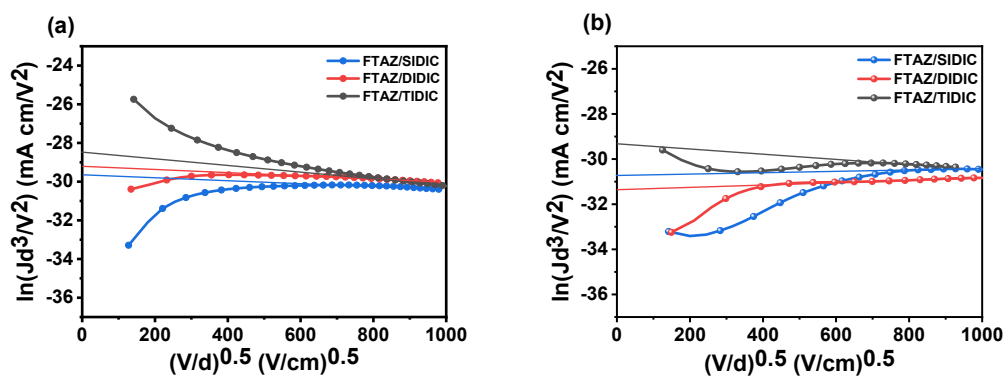 (a)
ln(Jd³/V²) (mA cm/V²)
-24
-26
-28
-30
-32
-34
-36
FTAZ/SIDIC
FTAZ/DIDIC
FTAZ/TIDIC
0 200 400 600 800 1000
(V/d)^0.5 (V/cm)^0.5
(b)
ln(Jd³/V²) (mA cm/V²)
-26
-28
-30
-32
-34
-36
FTAZ/SIDIC
FTAZ/DIDIC
FTAZ/TIDIC
0 200 400 600 800 1000
(V/d)^0.5 (V/cm)^0.5